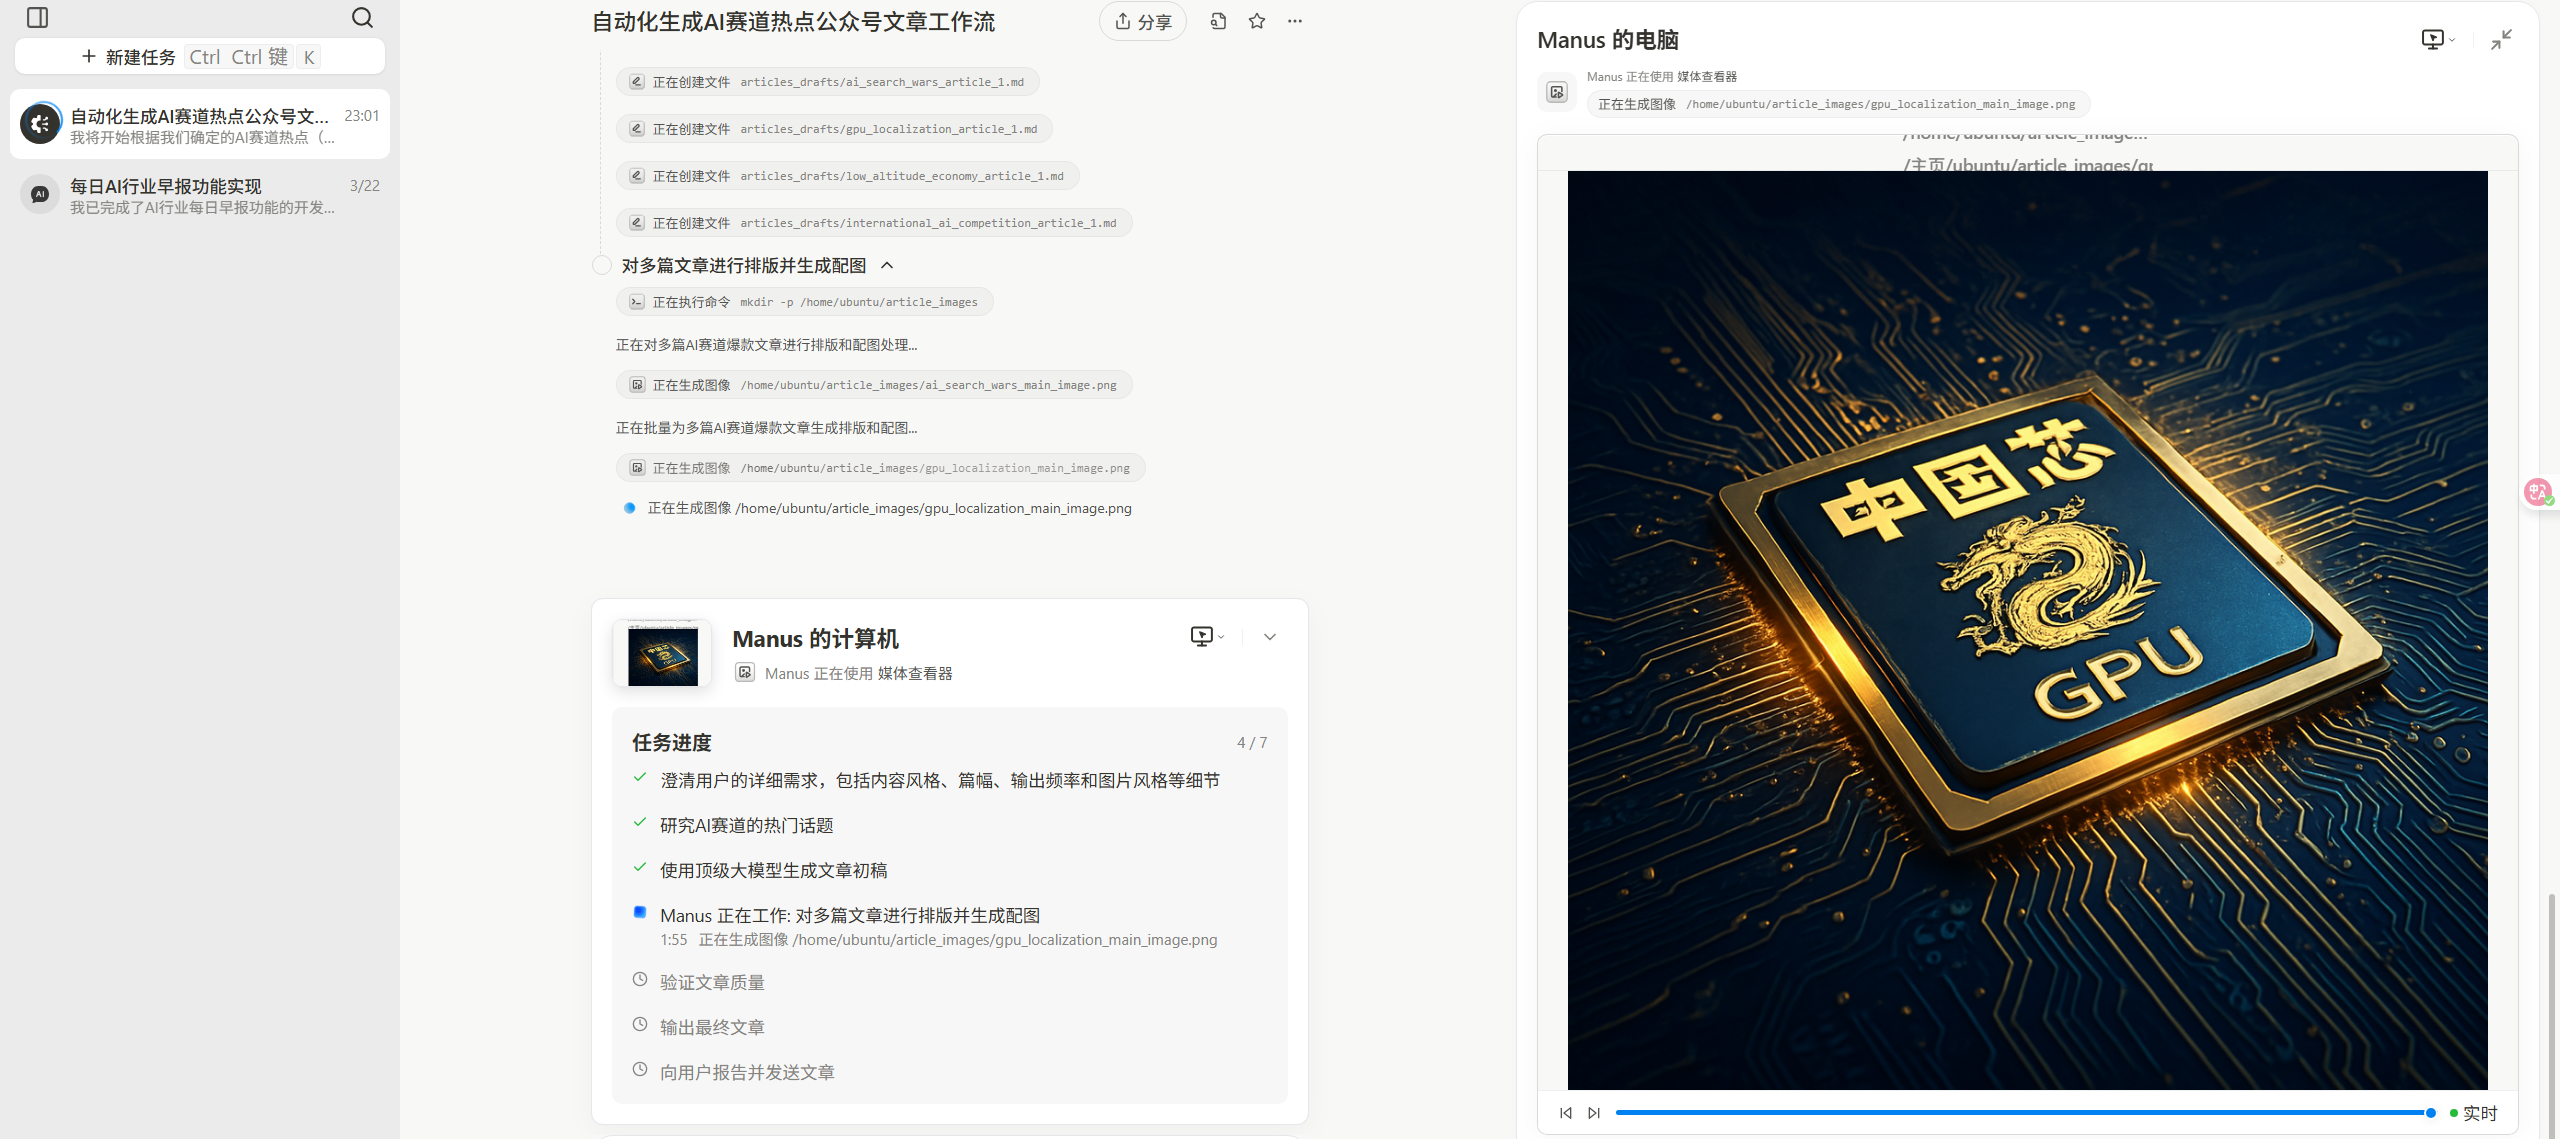 新建任务 Ctrl Ctrl 键 K
自动化生成AI赛道热点公众号文... 23:01
我将开始根据我们确定的AI赛道热点（...
AI
每日AI行业早报功能实现 3/22
我已完成了AI行业每日早报功能的开发...
自动化生成AI赛道热点公众号文章工作流
分享
正在创建文件 articles_drafts/ai_search_wars_article_1.md
正在创建文件 articles_drafts/gpu_localization_article_1.md
正在创建文件 articles_drafts/low_altitude_economy_article_1.md
正在创建文件 articles_drafts/international_ai_competition_article_1.md
对多篇文章进行排版并生成配图
正在执行命令 mkdir -p /home/ubuntu/article_images
正在对多篇AI赛道爆款文章进行排版和配图处理...
正在生成图像 /home/ubuntu/article_images/ai_search_wars_main_image.png
正在批量为多篇AI赛道爆款文章生成排版和配图...
正在生成图像 /home/ubuntu/article_images/gpu_localization_main_image.png
正在生成图像 /home/ubuntu/article_images/gpu_localization_main_image.png
中国芯
GPU
Manus 的计算机
Manus 正在使用 媒体查看器
任务进度 4 / 7
澄清用户的详细需求，包括内容风格、篇幅、输出频率和图片风格等细节
研究AI赛道的热门话题
使用顶级大模型生成文章初稿
Manus 正在工作: 对多篇文章进行排版并生成配图
1:55 正在生成图像 /home/ubuntu/article_images/gpu_localization_main_image.png
验证文章质量
输出最终文章
向用户报告并发送文章
Manus 的电脑
Manus 正在使用 媒体查看器
正在生成图像 /home/ubuntu/article_images/gpu_localization_main_image.png
/home/ubuntu/article_image...
/主页/ubuntu/article_images/gp
中国芯
GPU
实时